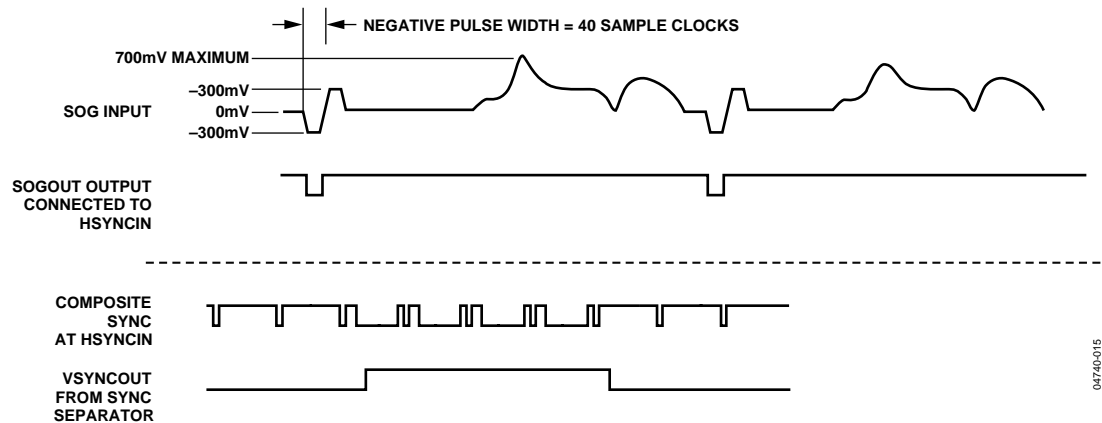 NEGATIVE PULSE WIDTH = 40 SAMPLE CLOCKS
700mV MAXIMUM
–300mV
SOG INPUT
0mV
–300mV
SOGOUT OUTPUT
CONNECTED TO
HSYNCIN
COMPOSITE
SYNC
AT HSYNCIN
VSYNCOUT
FROM SYNC
SEPARATOR
04740-015